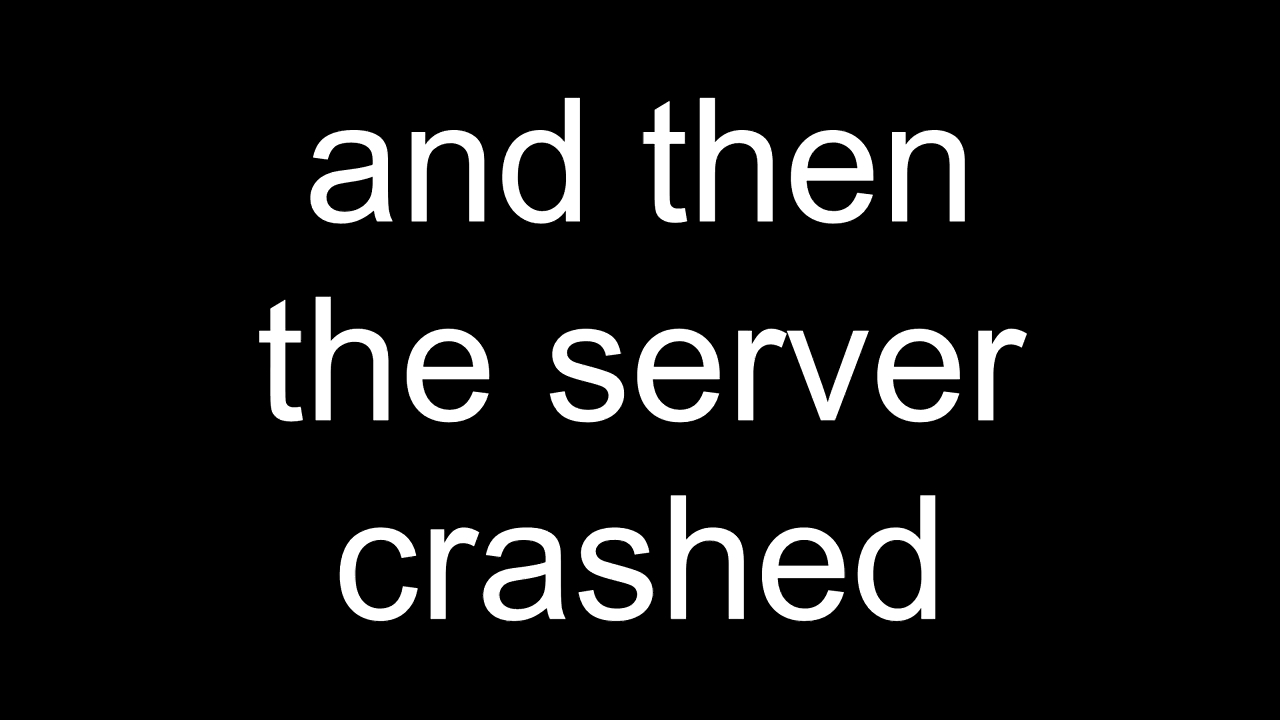 and then
the server
crashed